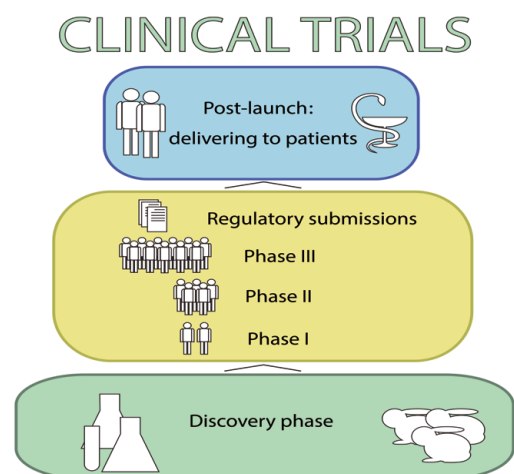 CLINICAL TRIALS
Post-launch:
delivering to patients
Regulatory submissions
Phase III
Phase II
Phase I
Discovery phase